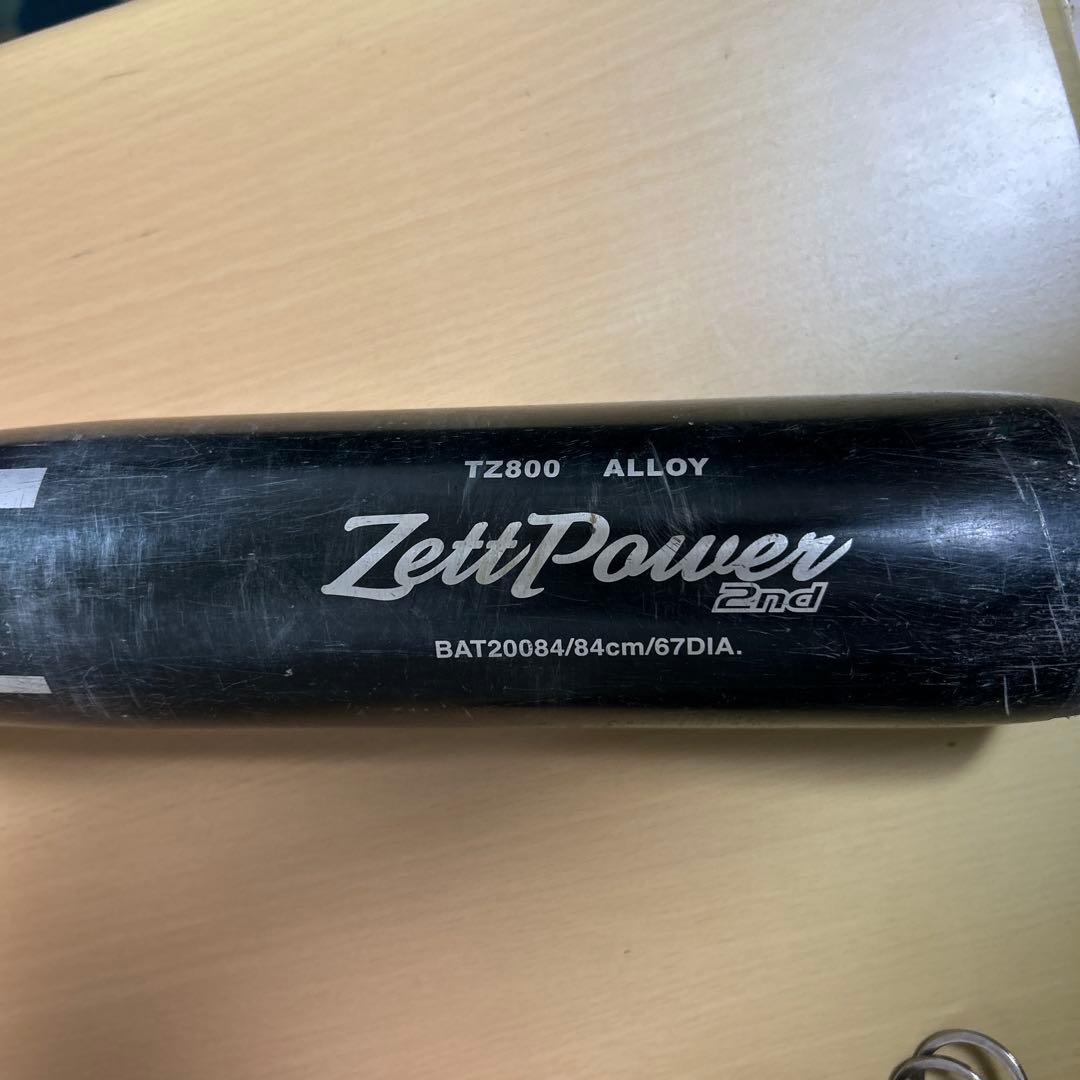 TZ800 ALLOY
ZettPower
2nd
BAT20084/84cm/67DIA.